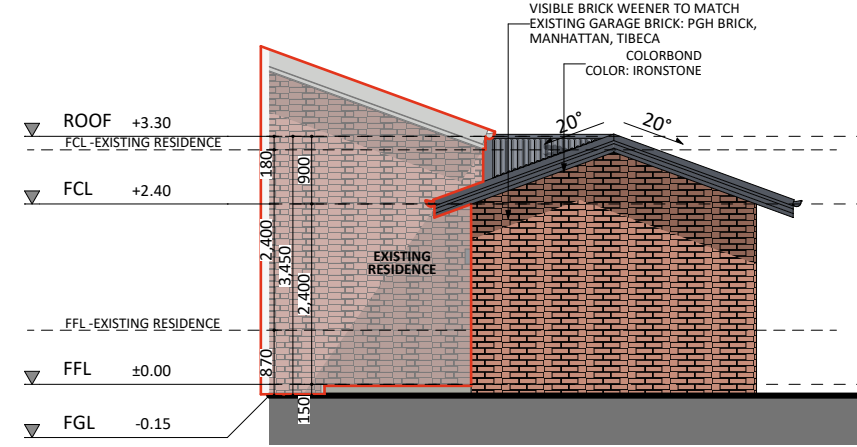 VISIBLE BRICK WEENER TO MATCH
EXISTING GARAGE BRICK: PGH BRICK,
MANHATTAN, TIBECA
COLORBOND
COLOR: IRONSTONE
20°
20°
ROOF +3.30
FCL -EXISTING RESIDENCE
180
900
FCL +2.40
2,400
3,450
2,400
EXISTING
RESIDENCE
FFL -EXISTING RESIDENCE
870
FFL ±0.00
150
FGL -0.15